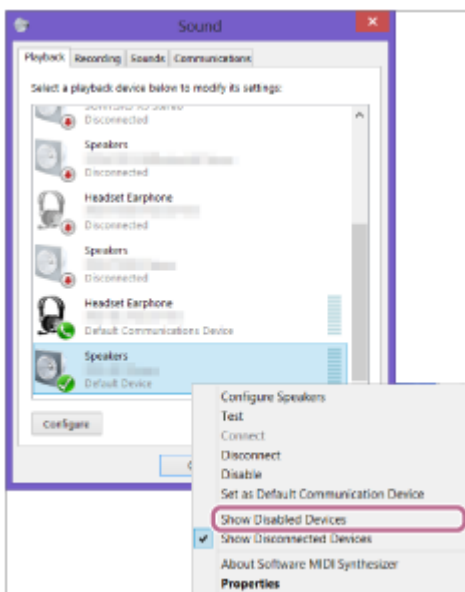 Sound
Playback Recording Sounds Communications
Select a playback device below to modify its settings:
Disconnected
Speakers
Disconnected
Headset Earphone
Disconnected
Speakers
Disconnected
Headset Earphone
Default Communications Device
Speakers
Default Device
Configure
Configure Speakers
Test
Connect
Disconnect
Disable
Set as Default Communication Device
Show Disabled Devices
Show Disconnected Devices
About Software MIDI Synthesizer
Properties